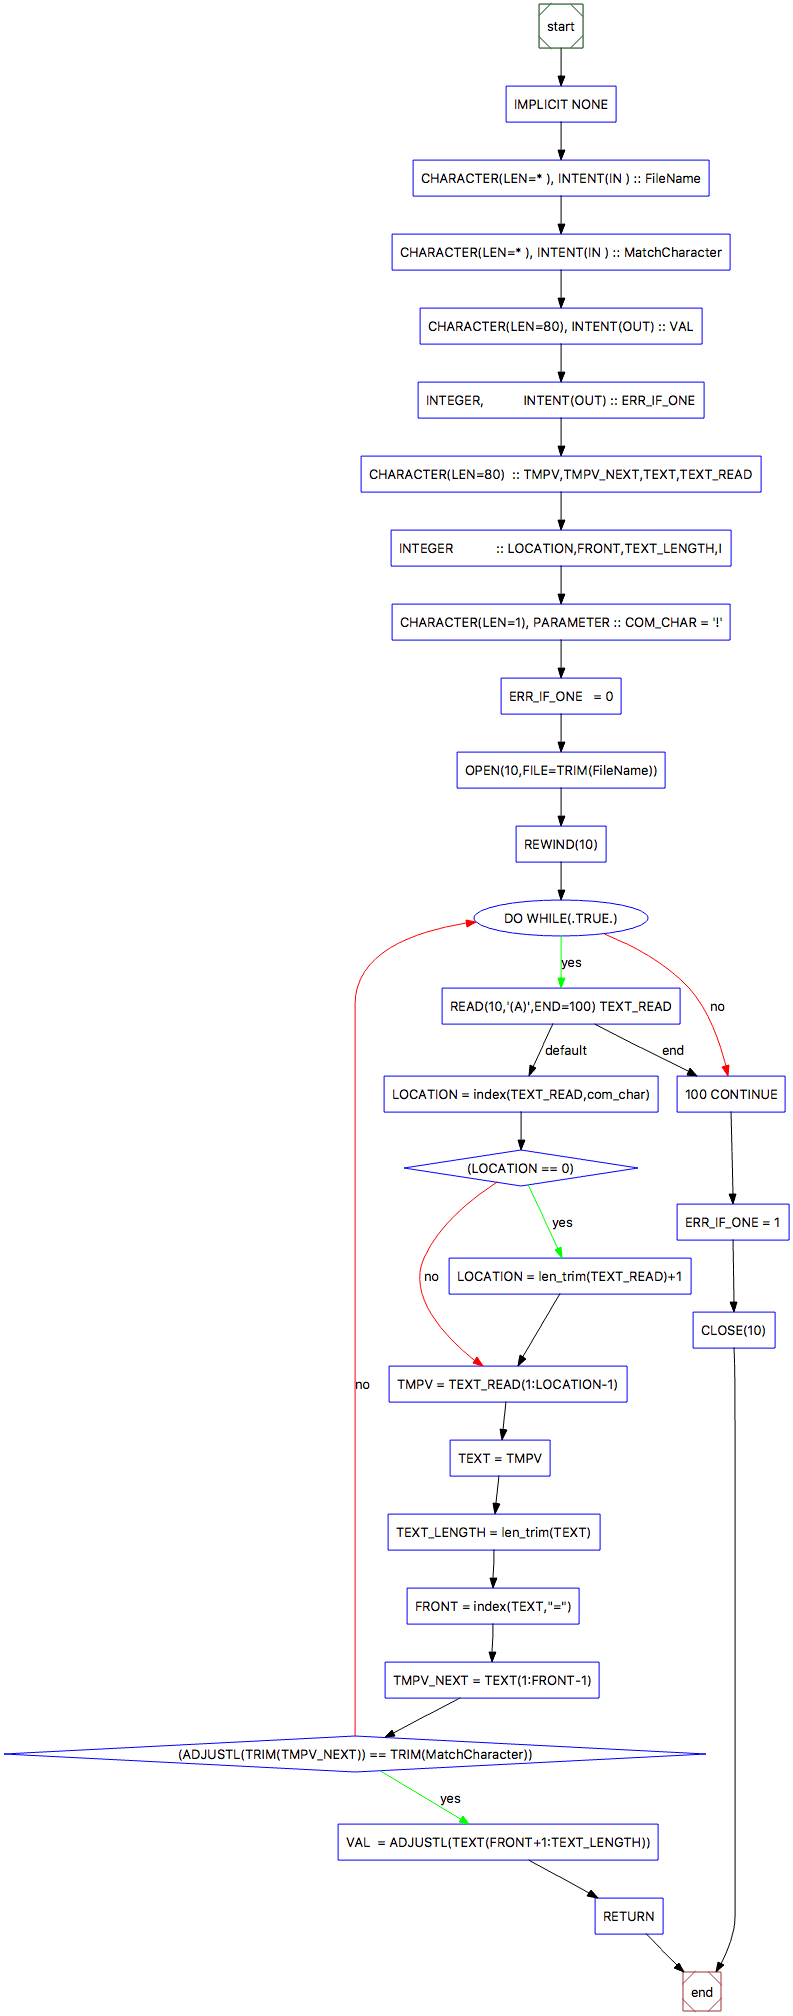 start
IMPLICIT NONE
CHARACTER(LEN=* ), INTENT(IN ) :: FileName
CHARACTER(LEN=* ), INTENT(IN ) :: MatchCharacter
CHARACTER(LEN=80), INTENT(OUT) :: VAL
INTEGER,           INTENT(OUT) :: ERR_IF_ONE
CHARACTER(LEN=80)  :: TMPV,TMPV_NEXT,TEXT,TEXT_READ
INTEGER            :: LOCATION,FRONT,TEXT_LENGTH,I
CHARACTER(LEN=1), PARAMETER :: COM_CHAR = '!'
ERR_IF_ONE   = 0
OPEN(10,FILE=TRIM(FileName))
REWIND(10)
DO WHILE(.TRUE.)
yes
READ(10,'(A)',END=100) TEXT_READ
no
default
end
LOCATION = index(TEXT_READ,com_char)
100 CONTINUE
(LOCATION == 0)
yes
ERR_IF_ONE = 1
no
LOCATION = len_trim(TEXT_READ)+1
CLOSE(10)
no
TMPV = TEXT_READ(1:LOCATION-1)
TEXT = TMPV
TEXT_LENGTH = len_trim(TEXT)
FRONT = index(TEXT,"=")
TMPV_NEXT = TEXT(1:FRONT-1)
(ADJUSTL(TRIM(TMPV_NEXT)) == TRIM(MatchCharacter))
yes
VAL  = ADJUSTL(TEXT(FRONT+1:TEXT_LENGTH))
RETURN
end